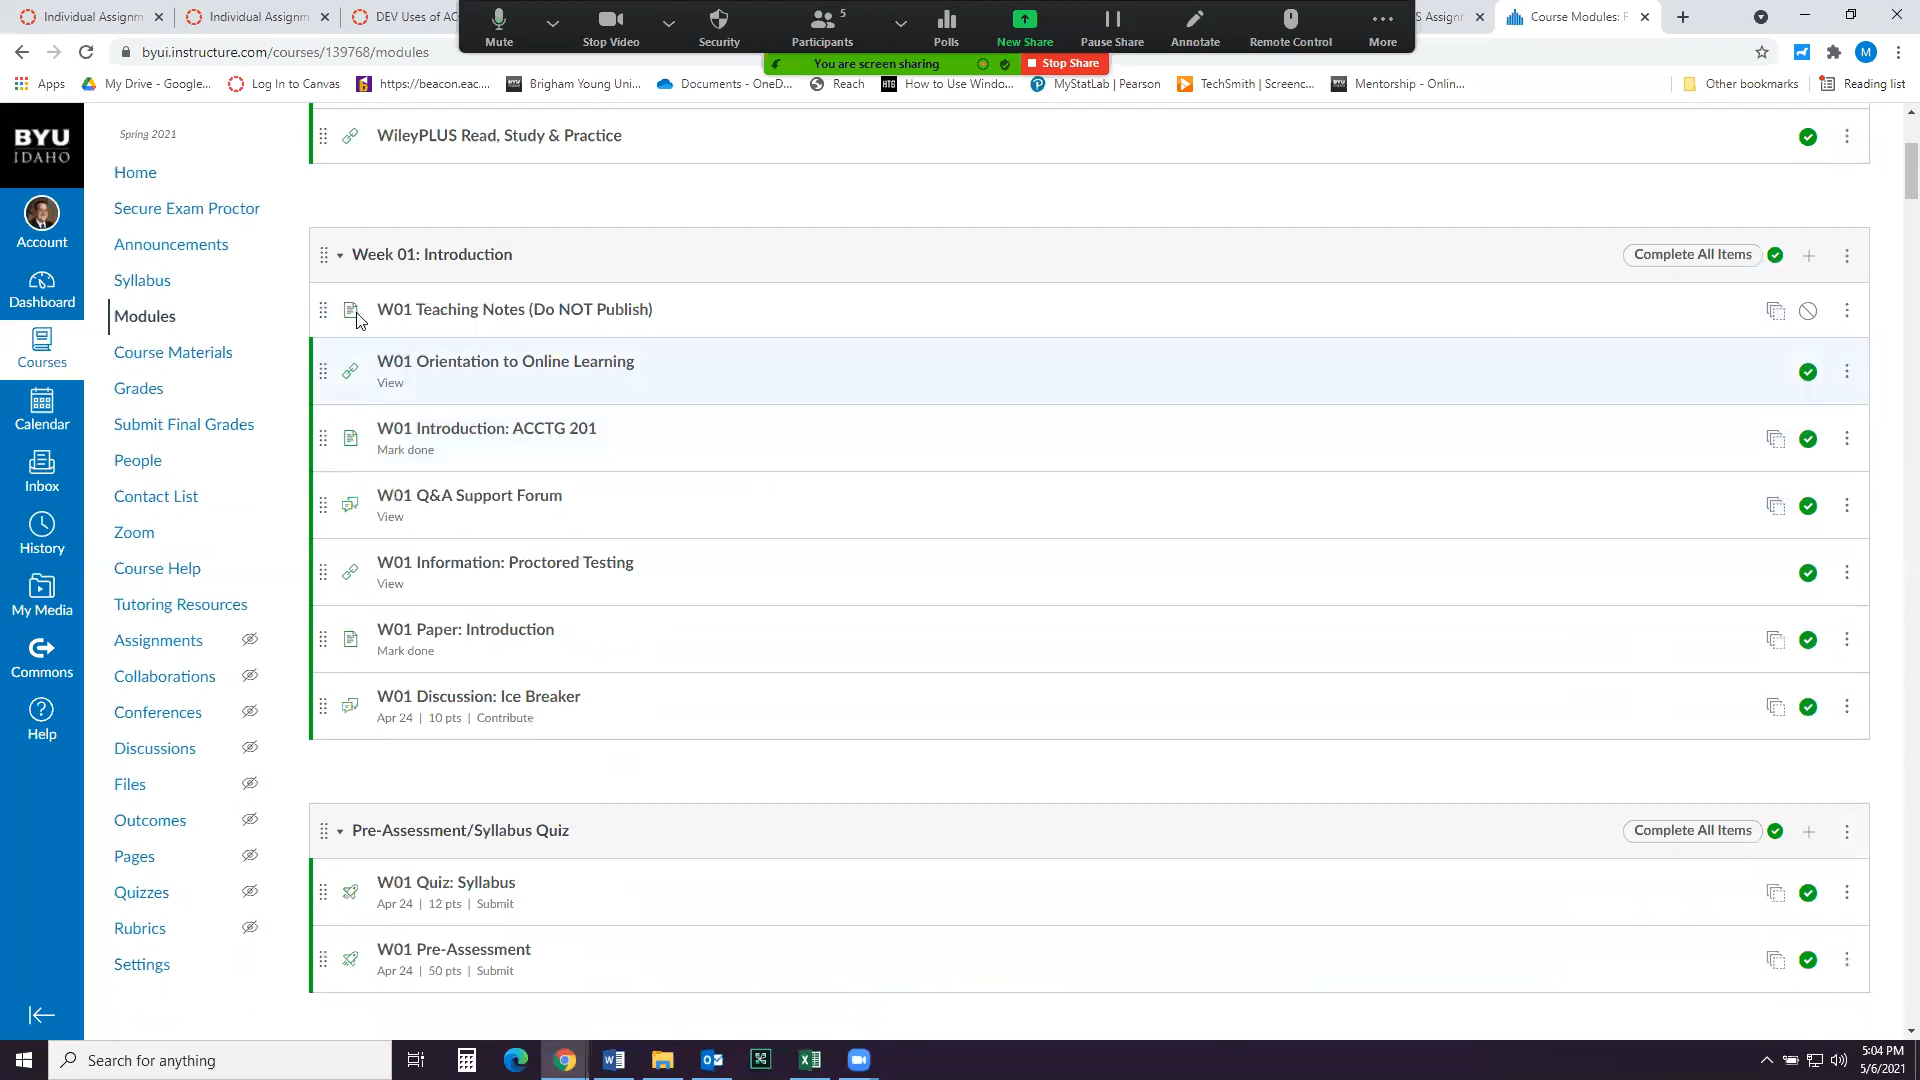 Individual Assignm
Individual Assignm
DEV Uses of AC
S Assignr
Course Modules: F
Mute
Stop Video
Security
5
Participants
Polls
New Share
Pause Share
Annotate
Remote Control
More
byui.instructure.com/courses/139768/modules
You are screen sharing
Stop Share
M
Apps
My Drive - Google...
Log In to Canvas
https://beacon.eac....
Brigham Young Uni...
Documents - OneD...
Reach
HTG
How to Use Windo...
MyStatLab | Pearson
TechSmith | Screenc...
Mentorship - Onlin...
Other bookmarks
Reading list
BYU
IDAHO
Account
Dashboard
Courses
Calendar
Inbox
History
My Media
Commons
Help
Spring 2021
Home
Secure Exam Proctor
Announcements
Syllabus
Modules
Course Materials
Grades
Submit Final Grades
People
Contact List
Zoom
Course Help
Tutoring Resources
Assignments
Collaborations
Conferences
Discussions
Files
Outcomes
Pages
Quizzes
Rubrics
Settings
WileyPLUS Read, Study & Practice
Week 01: Introduction
Complete All Items
W01 Teaching Notes (Do NOT Publish)
W01 Orientation to Online Learning
View
W01 Introduction: ACCTG 201
Mark done
W01 Q&A Support Forum
View
W01 Information: Proctored Testing
View
W01 Paper: Introduction
Mark done
W01 Discussion: Ice Breaker
Apr 24 | 10 pts | Contribute
Pre-Assessment/Syllabus Quiz
Complete All Items
W01 Quiz: Syllabus
Apr 24 | 12 pts | Submit
W01 Pre-Assessment
Apr 24 | 50 pts | Submit
Search for anything
5:04 PM
5/6/2021